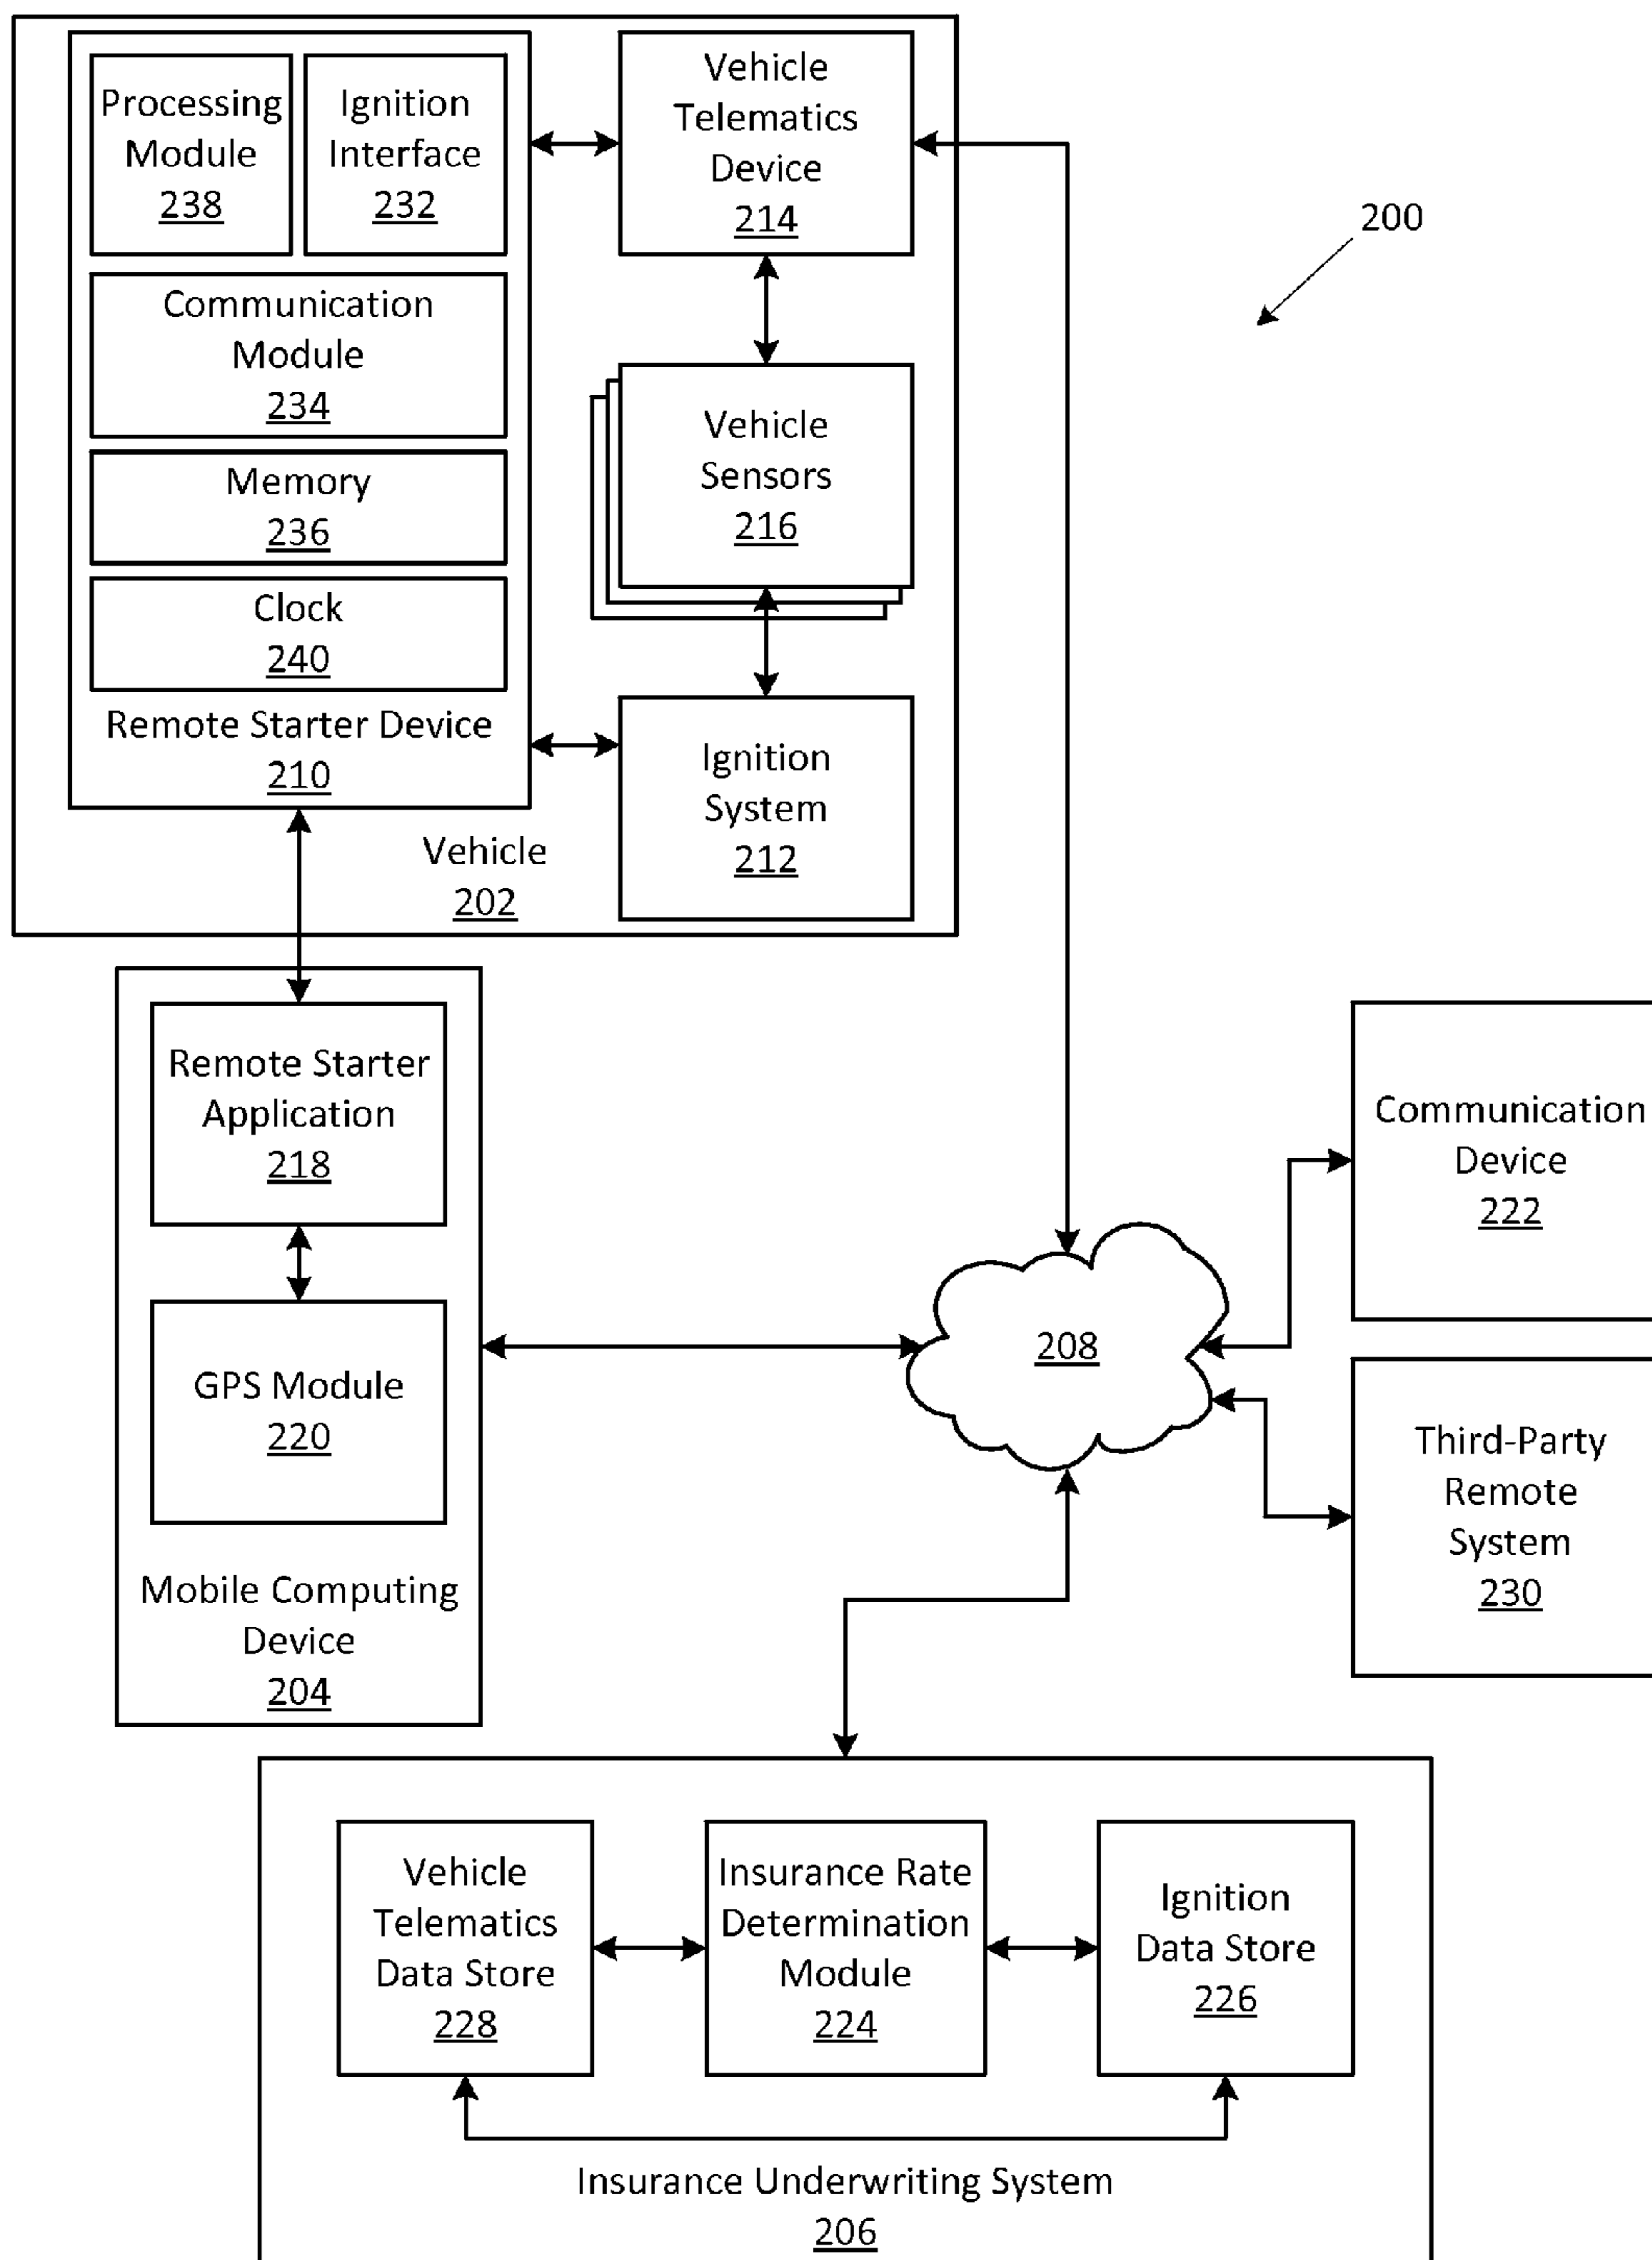 Processing
Module
238
Ignition
Interface
232
Vehicle
Telematics
Device
214
200
Communication
Module
234
Vehicle
Sensors
216
Memory
236
Clock
240
Remote Starter Device
210
Ignition
System
212
Vehicle
202
Remote Starter
Application
218
Communication
Device
222
GPS Module
220
208
Third-Party
Remote
System
230
Mobile Computing
Device
204
Vehicle
Telematics
Data Store
228
Insurance Rate
Determination
Module
224
Ignition
Data Store
226
Insurance Underwriting System
206